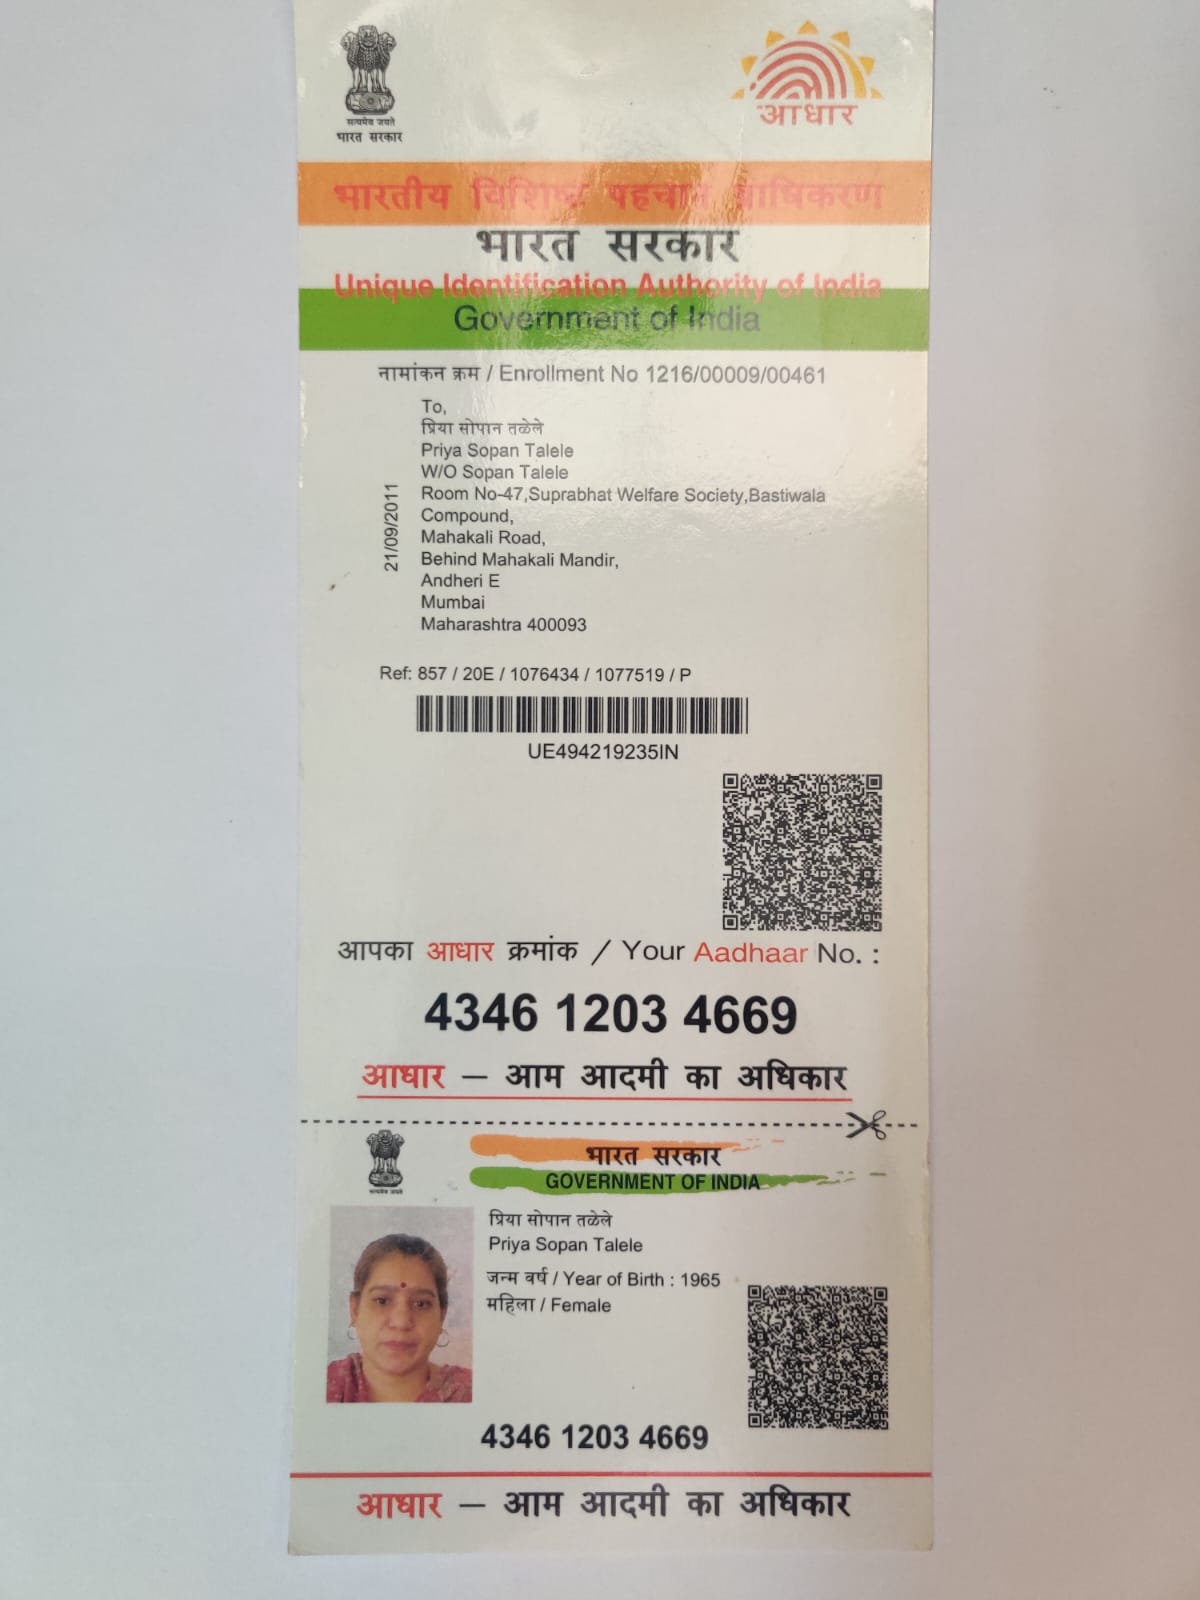 सत्यमेव जयते
भारत सरकार
आधार
भारतीय विशिष्ट पहचान प्राधिकरण
भारत सरकार
Unique Identification Authority of India
Government of India
नामांकन क्रम / Enrollment No 1216/00009/00461
21/09/2011
To,
प्रिया सोपान तळेले
Priya Sopan Talele
W/O Sopan Talele
Room No-47,Suprabhat Welfare Society,Bastiwala
Compound,
Mahakali Road,
Behind Mahakali Mandir,
Andheri E
Mumbai
Maharashtra 400093
Ref: 857 / 20E / 1076434 / 1077519 / P
UE494219235IN
आपका आधार क्रमांक / Your Aadhaar No. :
4346 1203 4669
आधार — आम आदमी का अधिकार
सत्यमेव जयते
भारत सरकार
GOVERNMENT OF INDIA
प्रिया सोपान तळेले
Priya Sopan Talele
जन्म वर्ष / Year of Birth : 1965
महिला / Female
4346 1203 4669
आधार — आम आदमी का अधिकार